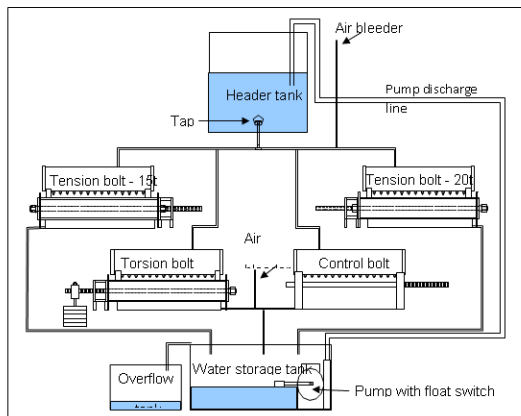 Air bleeder
Header tank
Pump discharge
line
Tap
Tension bolt - 15t
Tension bolt - 20t
Air
Torsion bolt
Control bolt
Water storage tank
Overflow
Pump with float switch